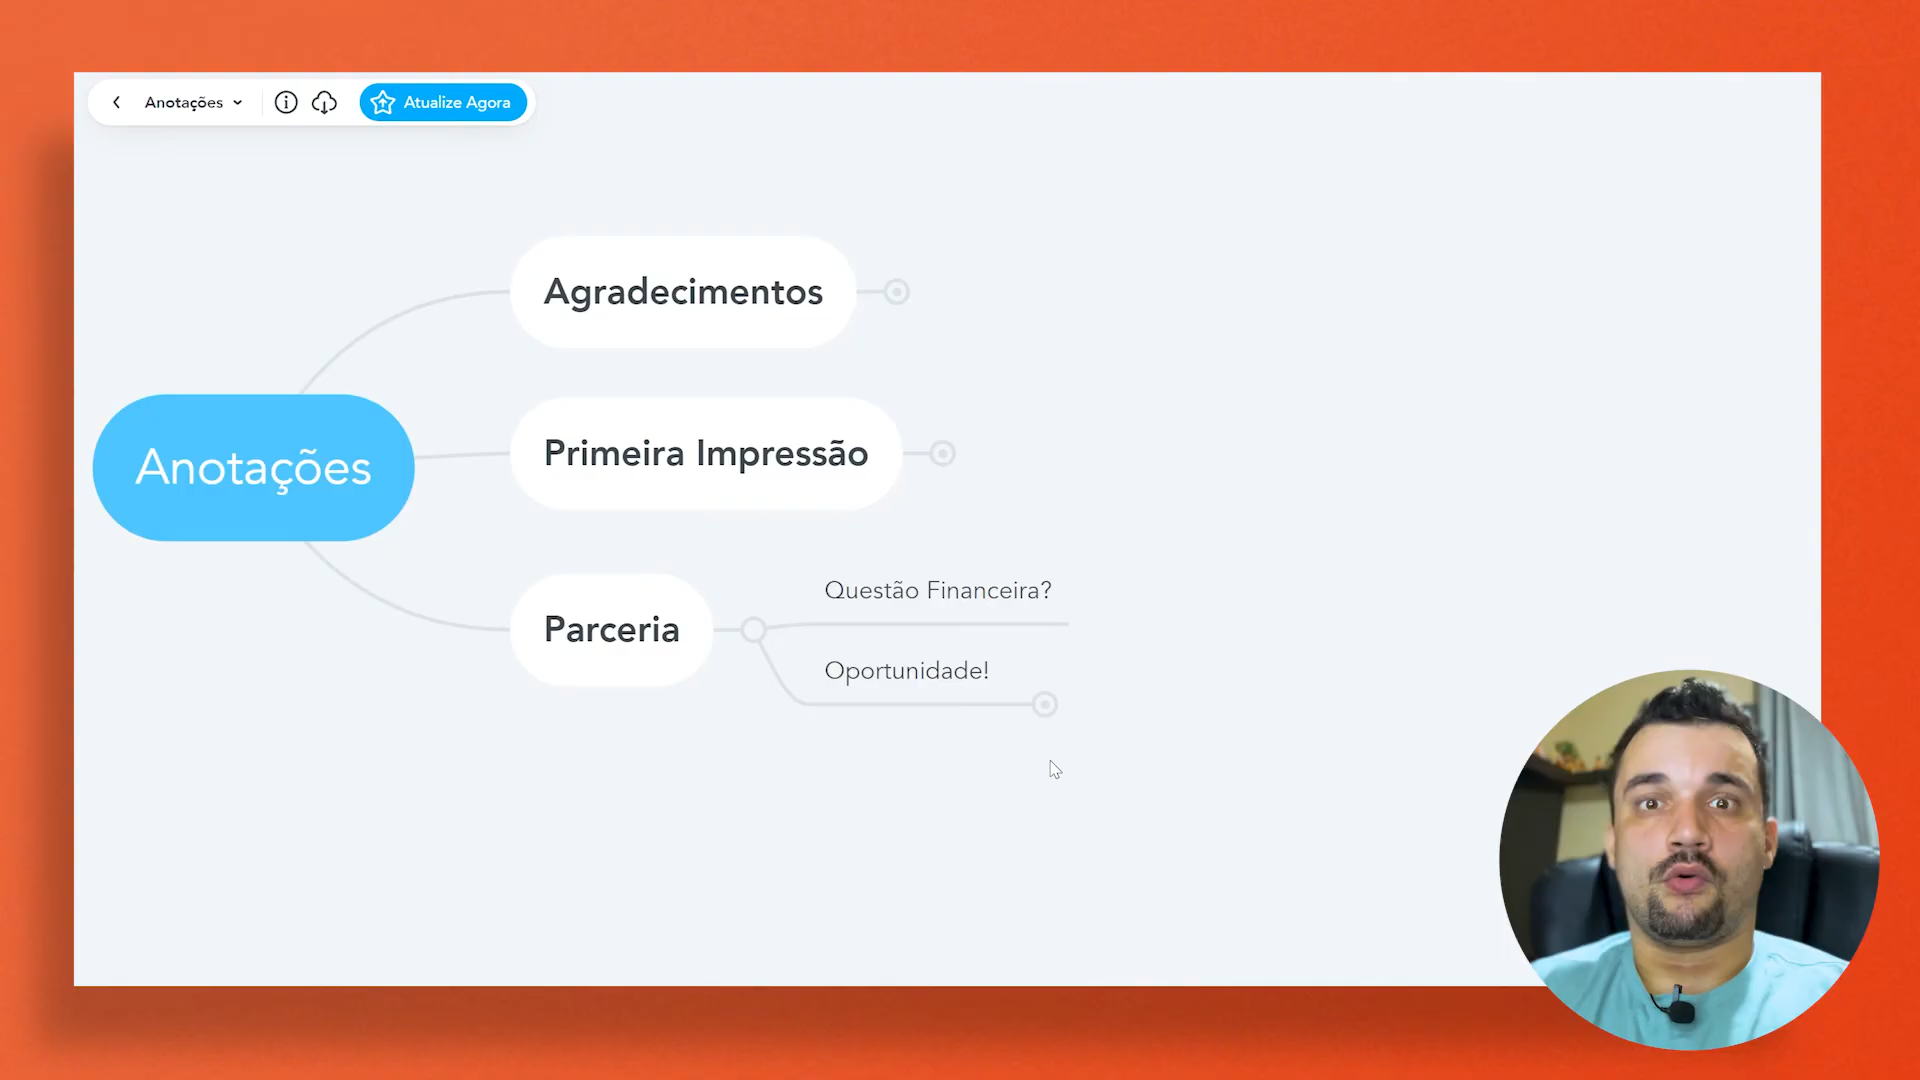 Anotações
Atualize Agora
Agradecimentos
Anotações
Primeira Impressão
Parceria
Questão Financeira?
Oportunidade!